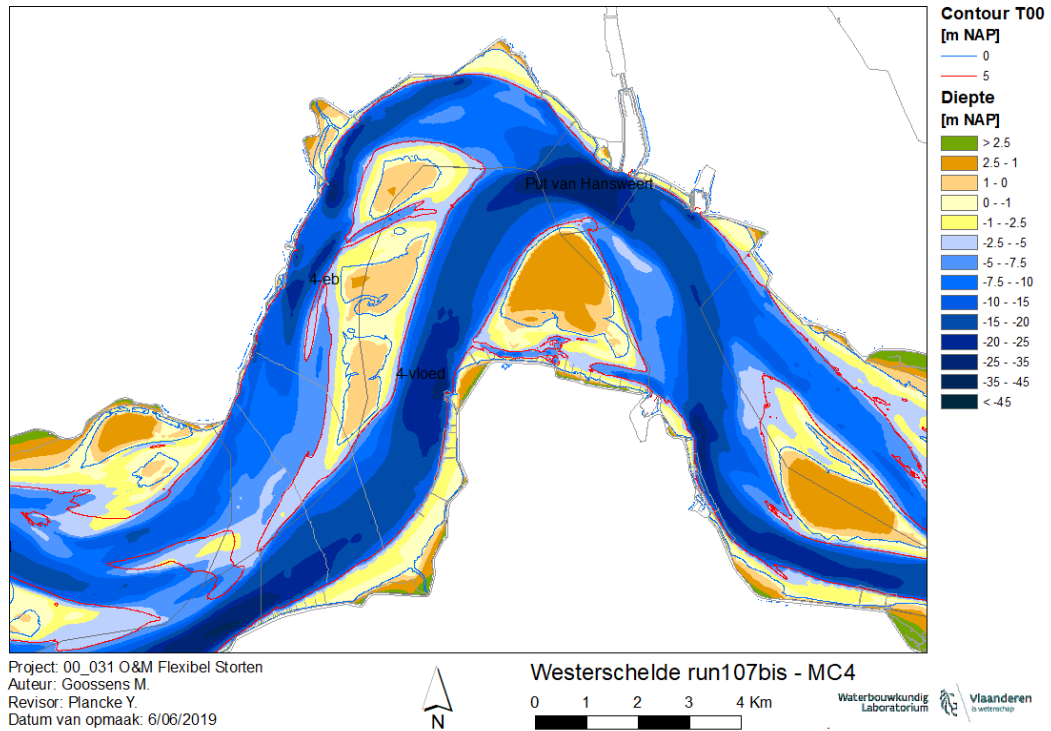 Put van Hansweert
4-eb
4-vloed
Contour T00
[m NAP]
0
5
Diepte
[m NAP]
> 2.5
2.5 - 1
1 - 0
0 - -1
-1 - -2.5
-2.5 - -5
-5 - -7.5
-7.5 - -10
-10 - -15
-15 - -20
-20 - -25
-25 - -35
-35 - -45
< -45
Project: 00_031 O&M Flexibel Storten
Auteur: Goossens M.
Revisor: Plancke Y.
Datum van opmaak: 6/06/2019
N
Westerschelde run107bis - MC4
0 1 2 3 4 Km
Waterbouwkundig
Laboratorium
Vlaanderen
is wetenschap